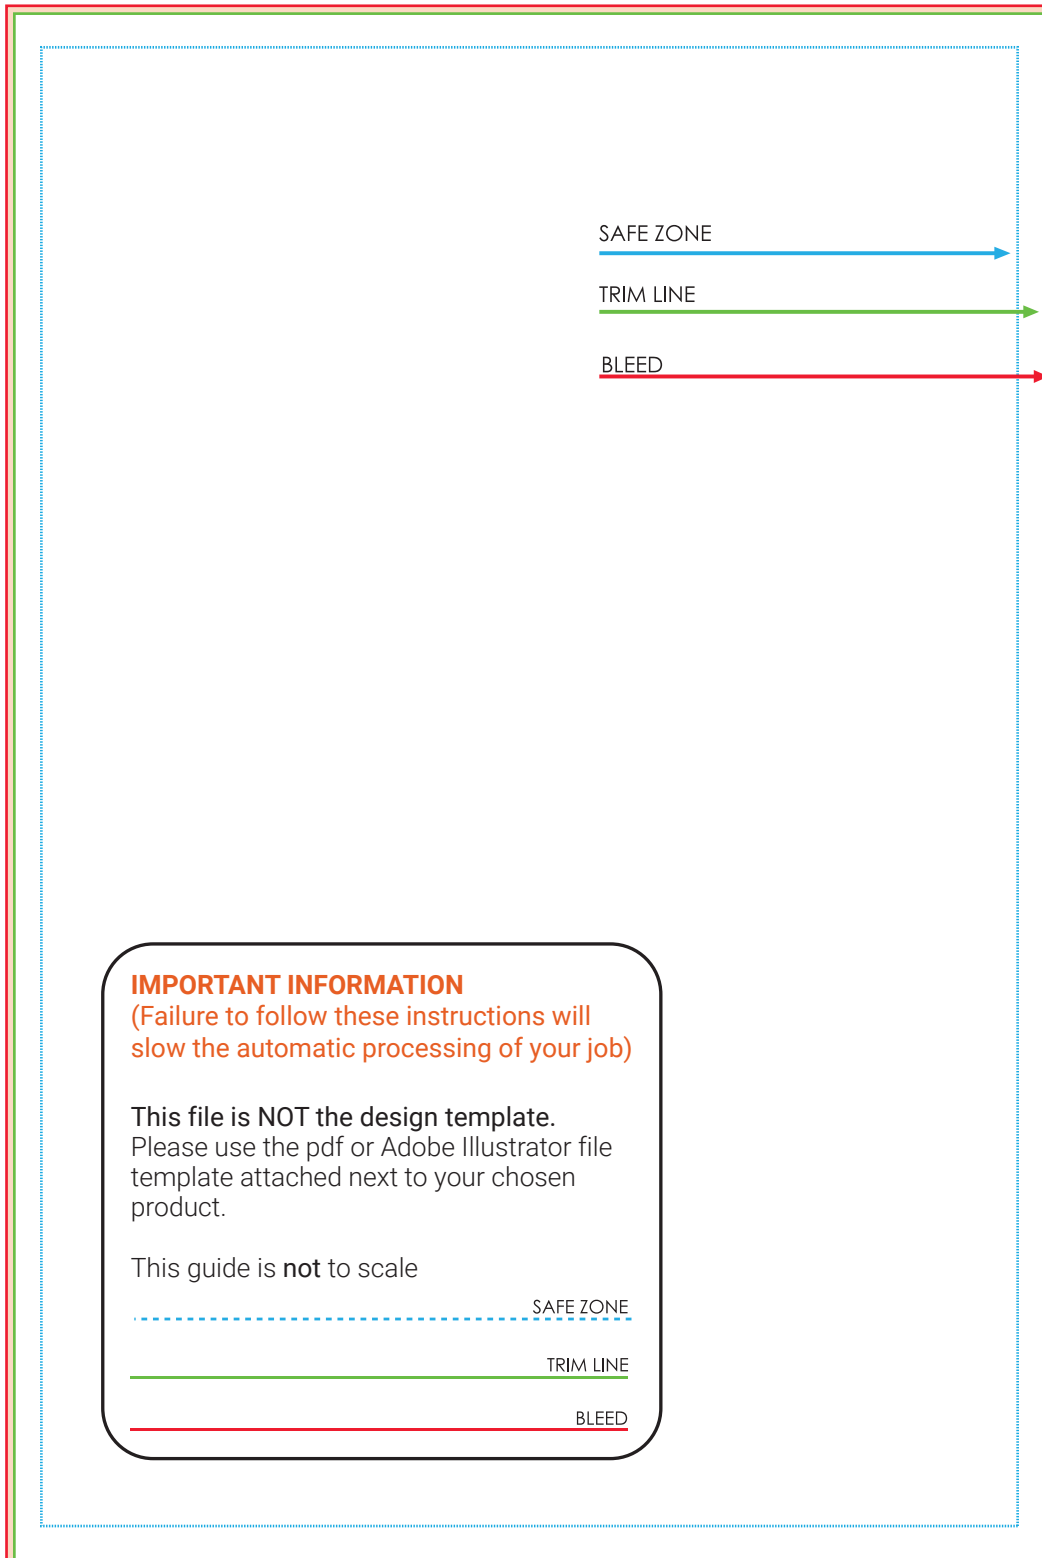 SAFE ZONE
TRIM LINE
BLEED
IMPORTANT INFORMATION
(Failure to follow these instructions will
slow the automatic processing of your job)
This file is NOT the design template.
Please use the pdf or Adobe Illustrator file
template attached next to your chosen
product.
This guide is not to scale
SAFE ZONE
TRIM LINE
BLEED